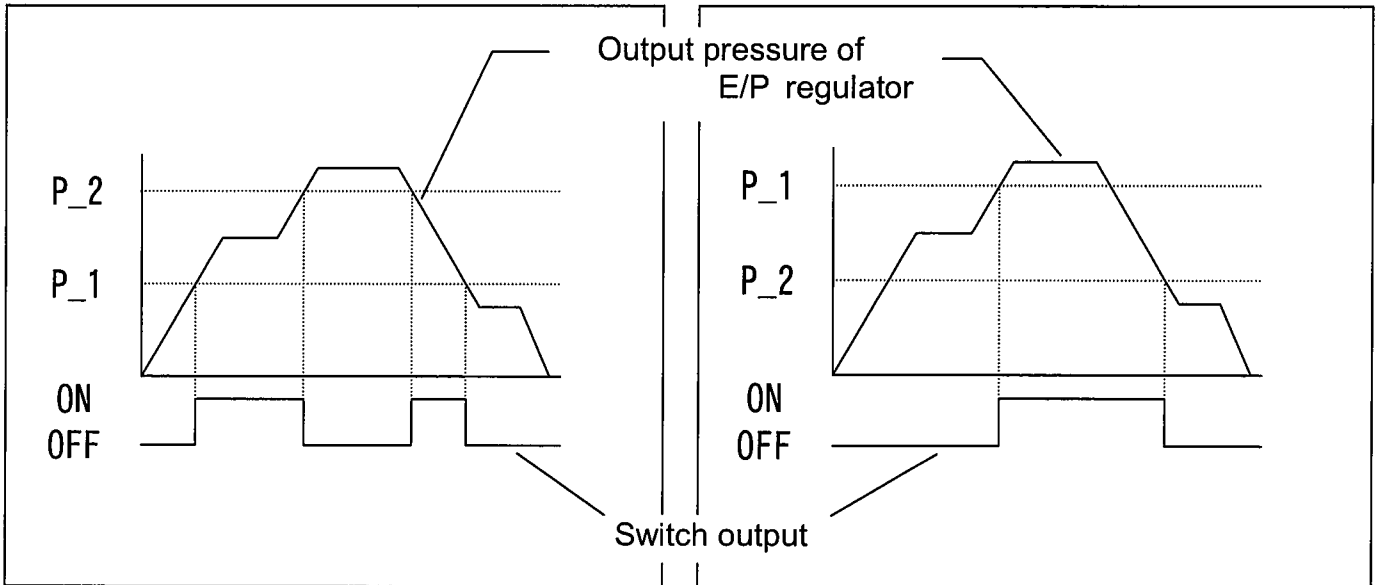 Output pressure of
E/P regulator
P_2
P_1
ON
OFF
P_1
P_2
ON
OFF
Switch output